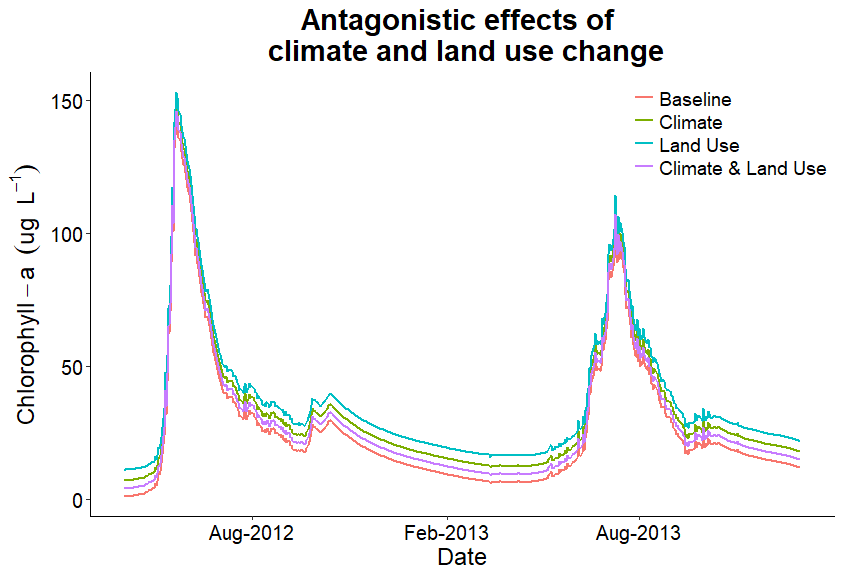 Antagonistic effects of
climate and land use change
Baseline
Climate
Land Use
Climate & Land Use
Chlorophyll − a (ug L⁻¹)
150
100
50
0
Aug-2012 Feb-2013 Aug-2013
Date